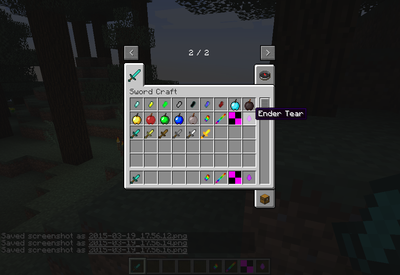 < 2 / 2 >
Sword Craft
Ender Tear
Saved screenshot as 2015-03-19_17.56.12.png
Saved screenshot as 2015-03-19_17.56.14.png
Saved screenshot as 2015-03-19_17.56.16.png